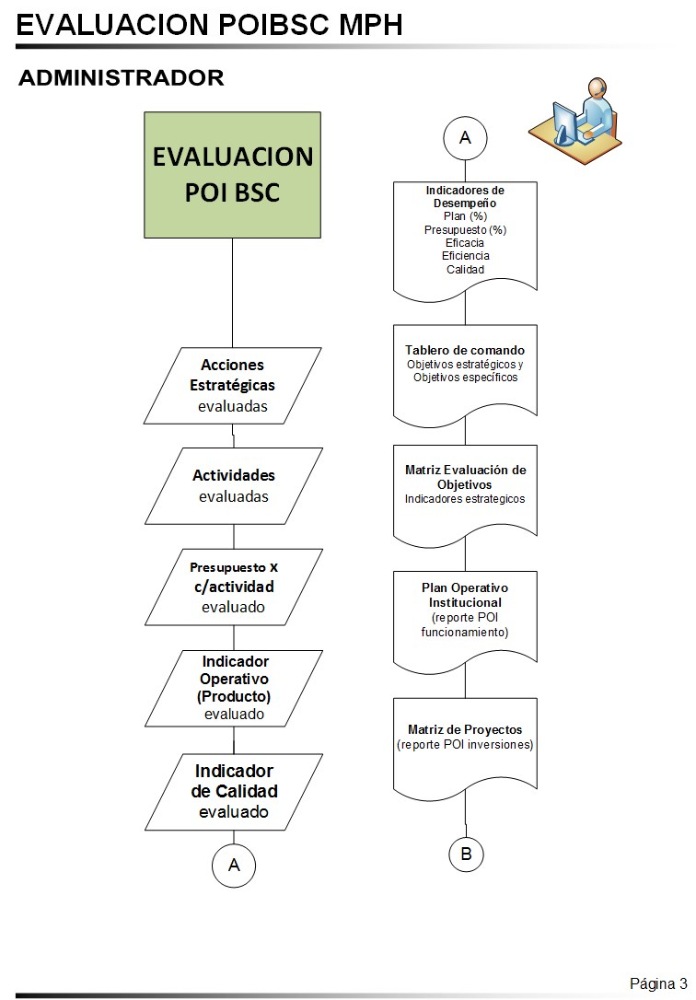 EVALUACION POIBSC MPH
ADMINISTRADOR
EVALUACION
POI BSC
Acciones
Estratégicas
evaluadas
Actividades
evaluadas
Presupuesto X
c/actividad
evaluado
Indicador
Operativo
(Producto)
evaluado
Indicador
de Calidad
evaluado
A
A
Indicadores de
Desempeño
Plan (%)
Presupuesto (%)
Eficacia
Eficiencia
Calidad
Tablero de comando
Objetivos estratégicos y
Objetivos específicos
Matriz Evaluación de
Objetivos
Indicadores estrategicos
Plan Operativo
Institucional
(reporte POI
funcionamiento)
Matriz de Proyectos
(reporte POI inversiones)
B
Página 3